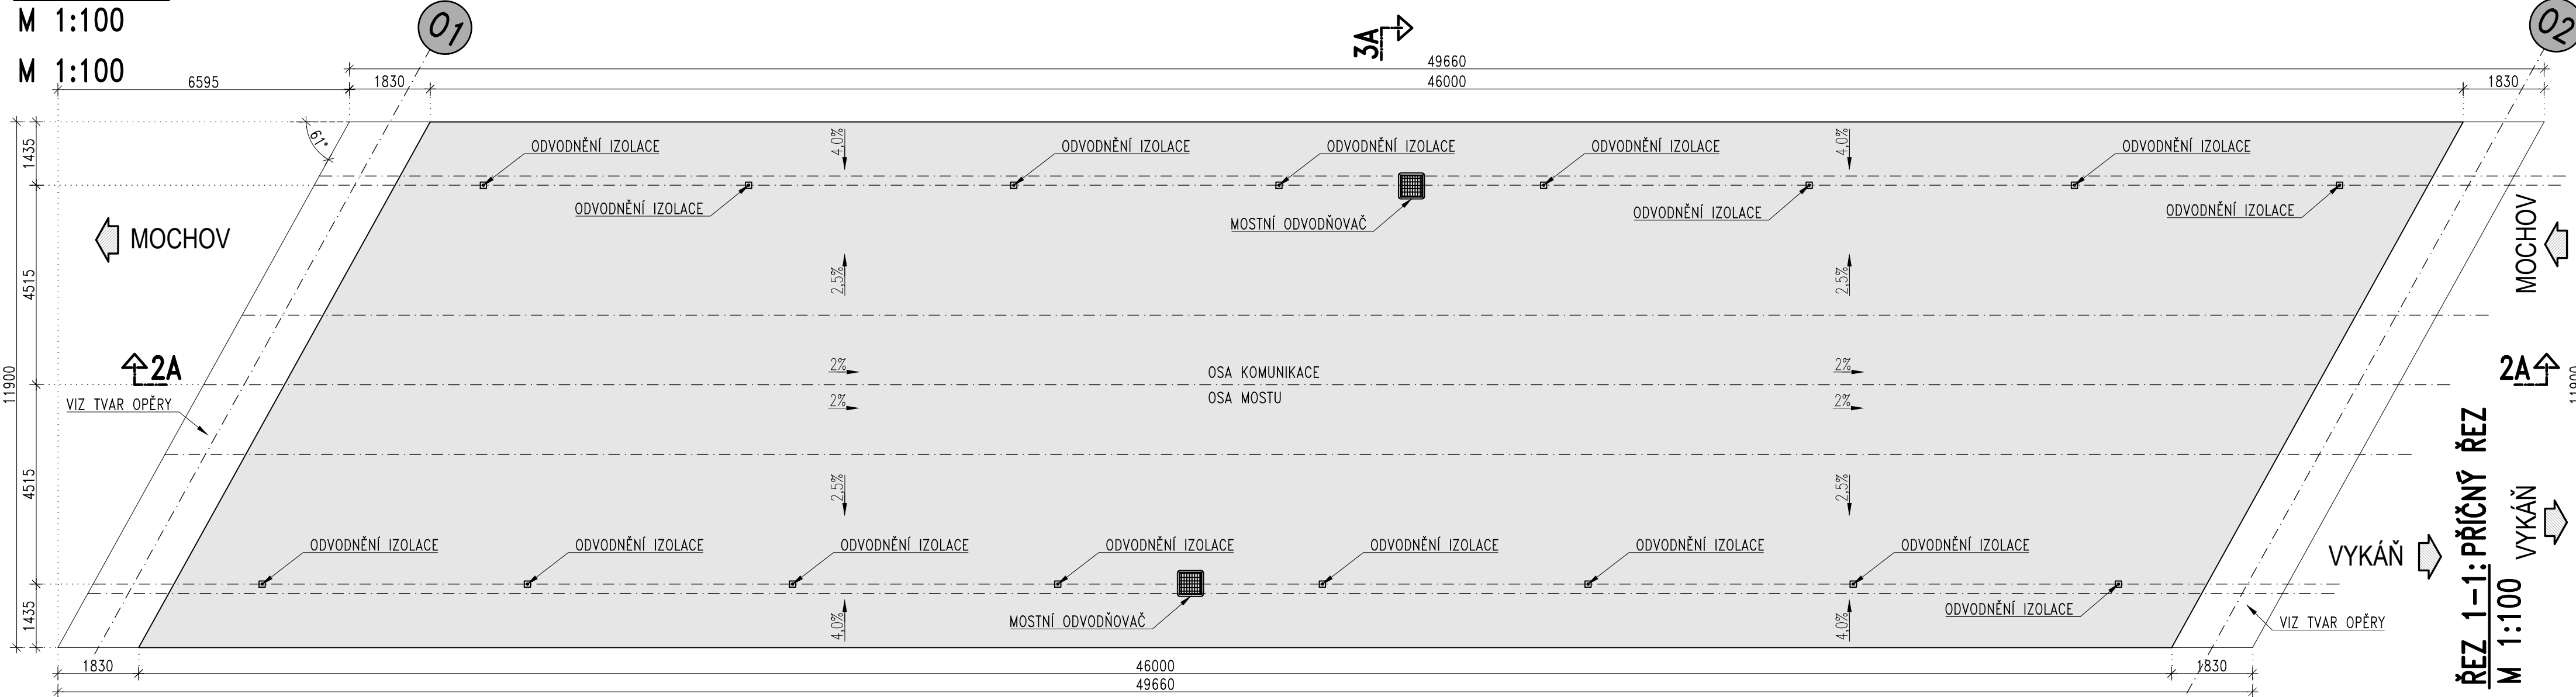 M 1:100
M 1:100
01
3A
02
49660
6595
1830
46000
1830
61°
1435
4515
11900
4515
1435
ODVODNĚNÍ IZOLACE
4,0%
ODVODNĚNÍ IZOLACE
ODVODNĚNÍ IZOLACE
ODVODNĚNÍ IZOLACE
4,0%
ODVODNĚNÍ IZOLACE
ODVODNĚNÍ IZOLACE
MOSTNÍ ODVODŇOVAČ
ODVODNĚNÍ IZOLACE
ODVODNĚNÍ IZOLACE
MOCHOV
MOCHOV
2,5%
2,5%
2A
2%
OSA KOMUNIKACE
2%
2A
2%
OSA MOSTU
2%
11900
VIZ TVAR OPĚRY
2,5%
2,5%
ODVODNĚNÍ IZOLACE
ODVODNĚNÍ IZOLACE
ODVODNĚNÍ IZOLACE
ODVODNĚNÍ IZOLACE
ODVODNĚNÍ IZOLACE
ODVODNĚNÍ IZOLACE
ODVODNĚNÍ IZOLACE
VYKÁŇ
ŘEZ 1-1:PŘÍČNÝ ŘEZ
M 1:100
VYKÁŇ
4,0%
MOSTNÍ ODVODŇOVAČ
4,0%
ODVODNĚNÍ IZOLACE
VIZ TVAR OPĚRY
1830
46000
1830
49660